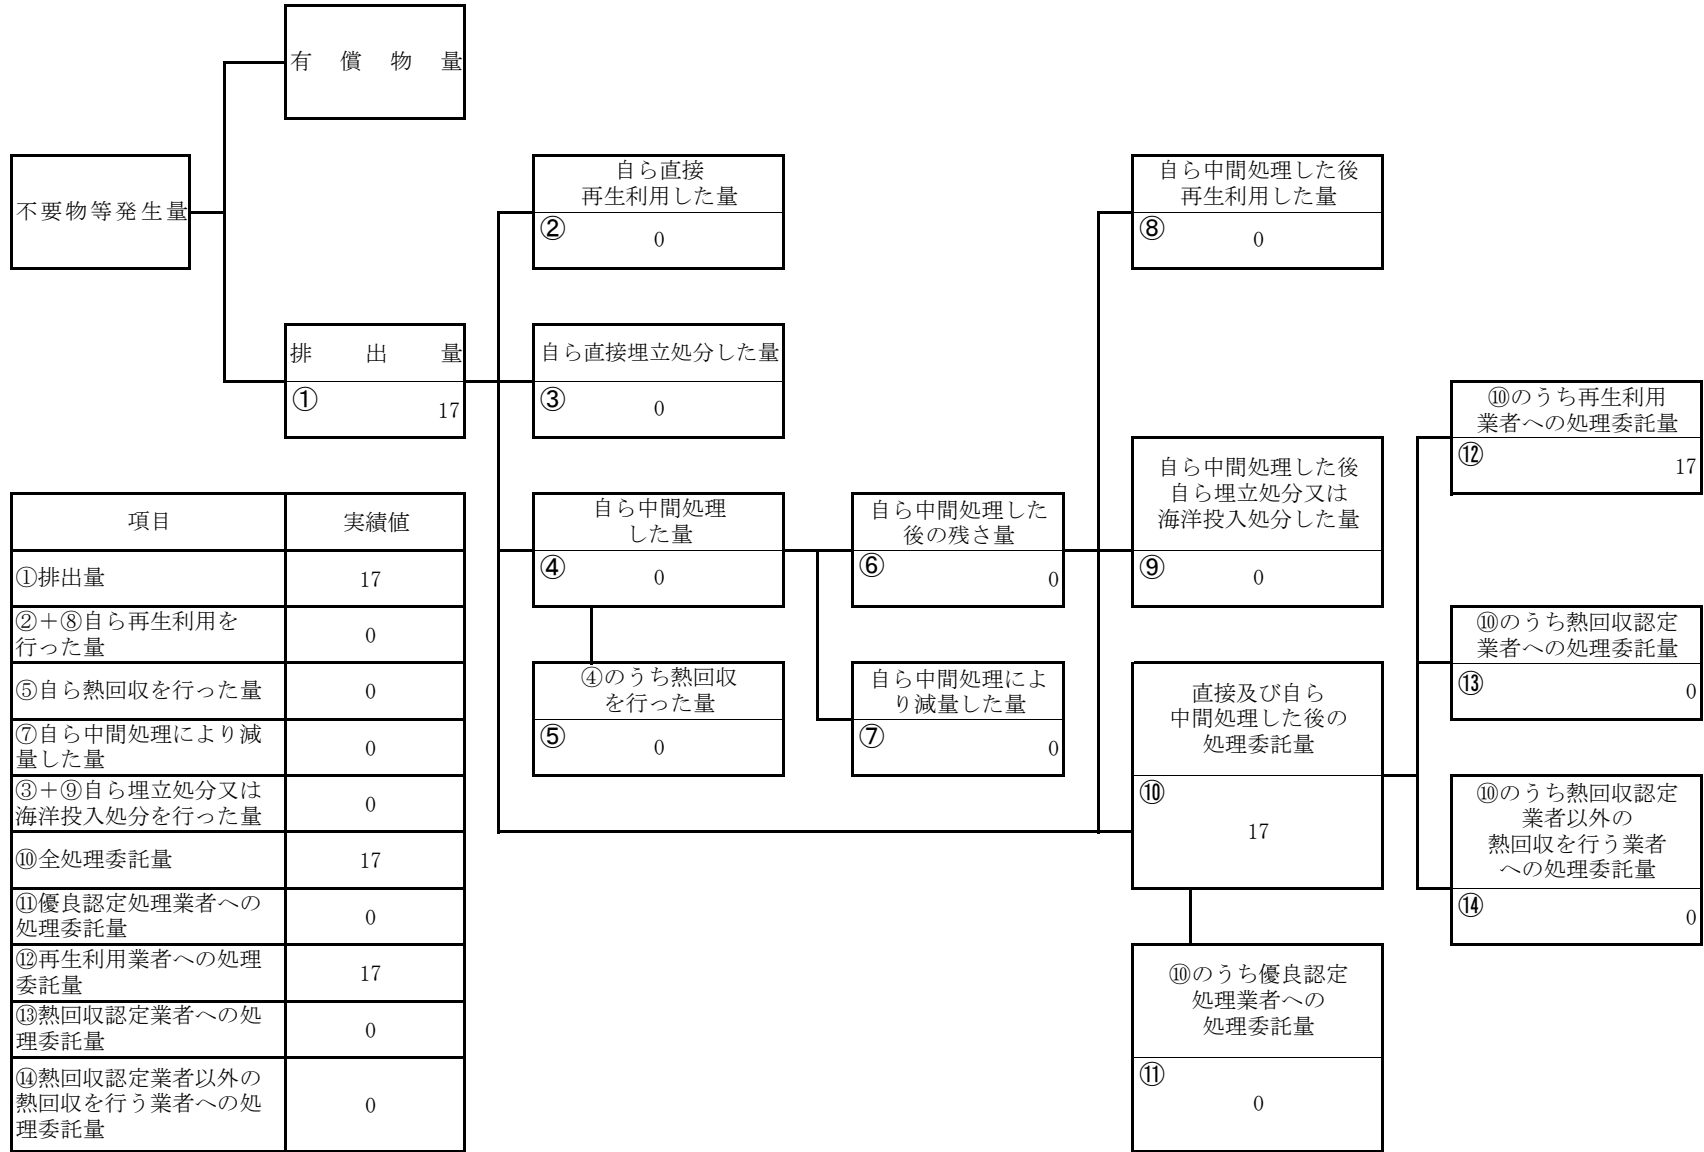 有償物量
不要物等発生量
自ら直接
再生利用した量
②
0
自ら中間処理した後
再生利用した量
⑧
0
排出量
①
17
自ら直接埋立処分した量
③
0
⑩のうち再生利用
業者への処理委託量
⑫
17
自ら中間処理した後
自ら埋立処分又は
海洋投入処分した量
⑨
0
自ら中間処理
した量
④
0
自ら中間処理した
後の残さ量
⑥
0
④のうち熱回収
を行った量
⑤
0
自ら中間処理によ
り減量した量
⑦
0
直接及び自ら
中間処理した後の
処理委託量
⑩
17
⑩のうち熱回収認定
業者への処理委託量
⑬
0
⑩のうち熱回収認定
業者以外の
熱回収を行う業者
への処理委託量
⑭
0
⑩のうち優良認定
処理業者への
処理委託量
⑪
0
項目 実績値
①排出量 17
②＋⑧自ら再生利用を
行った量 0
⑤自ら熱回収を行った量 0
⑦自ら中間処理により減
量した量 0
③＋⑨自ら埋立処分又は
海洋投入処分を行った量 0
⑩全処理委託量 17
⑪優良認定処理業者への
処理委託量 0
⑫再生利用業者への処理
委託量 17
⑬熱回収認定業者への処
理委託量 0
⑭熱回収認定業者以外の
熱回収を行う業者への処
理委託量 0